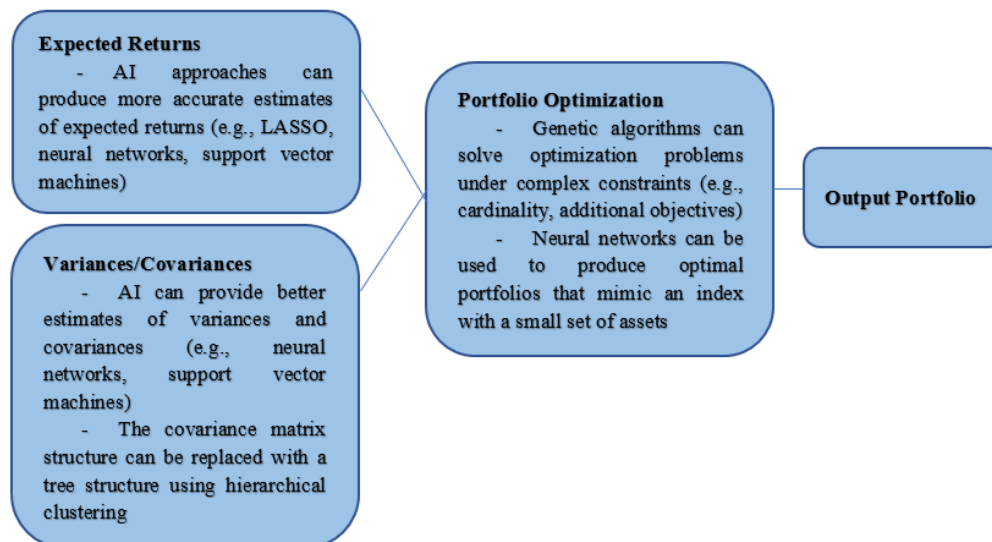 Expected Returns
- AI approaches can
produce more accurate estimates
of expected returns (e.g., LASSO,
neural networks, support vector
machines)
Variances/Covariances
- AI can provide better
estimates of variances and
covariances (e.g., neural
networks, support vector
machines)
- The covariance matrix
structure can be replaced with a
tree structure using hierarchical
clustering
Portfolio Optimization
- Genetic algorithms can
solve optimization problems
under complex constraints (e.g.,
cardinality, additional objectives)
- Neural networks can be
used to produce optimal
portfolios that mimic an index
with a small set of assets
Output Portfolio